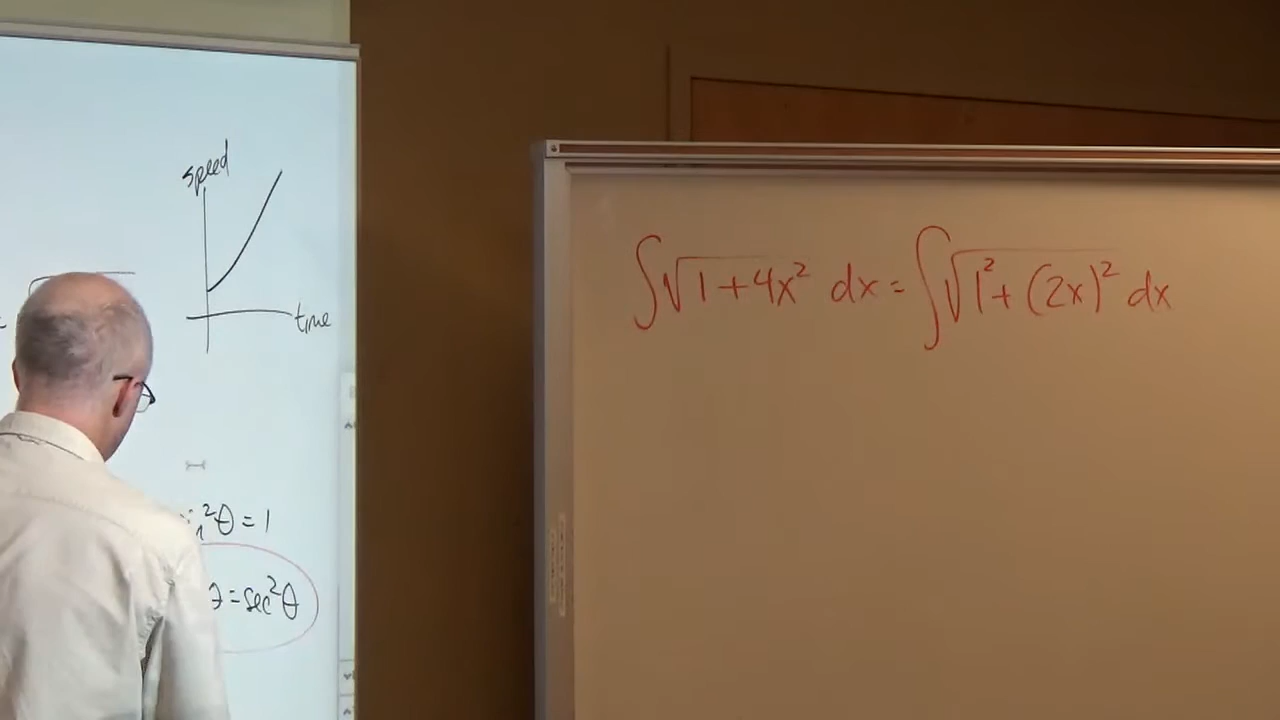 speed
time
²θ = 1
= sec²θ
∫√1+4x² dx = ∫√1²+(2x)² dx